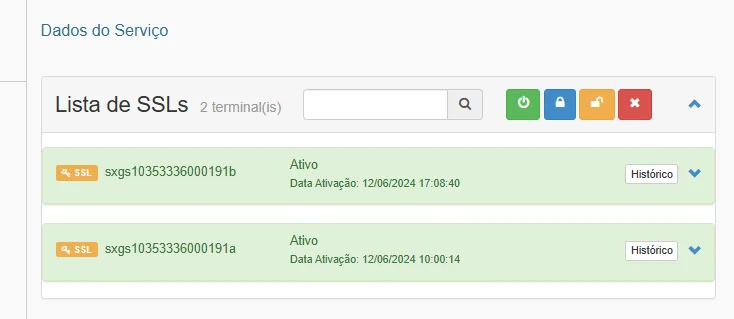 Dados do Serviço
Lista de SSLs 2 terminal(is)
SSL sxgs10353336000191b Ativo Histórico
Data Ativação: 12/06/2024 17:08:40
SSL sxgs10353336000191a Ativo Histórico
Data Ativação: 12/06/2024 10:00:14